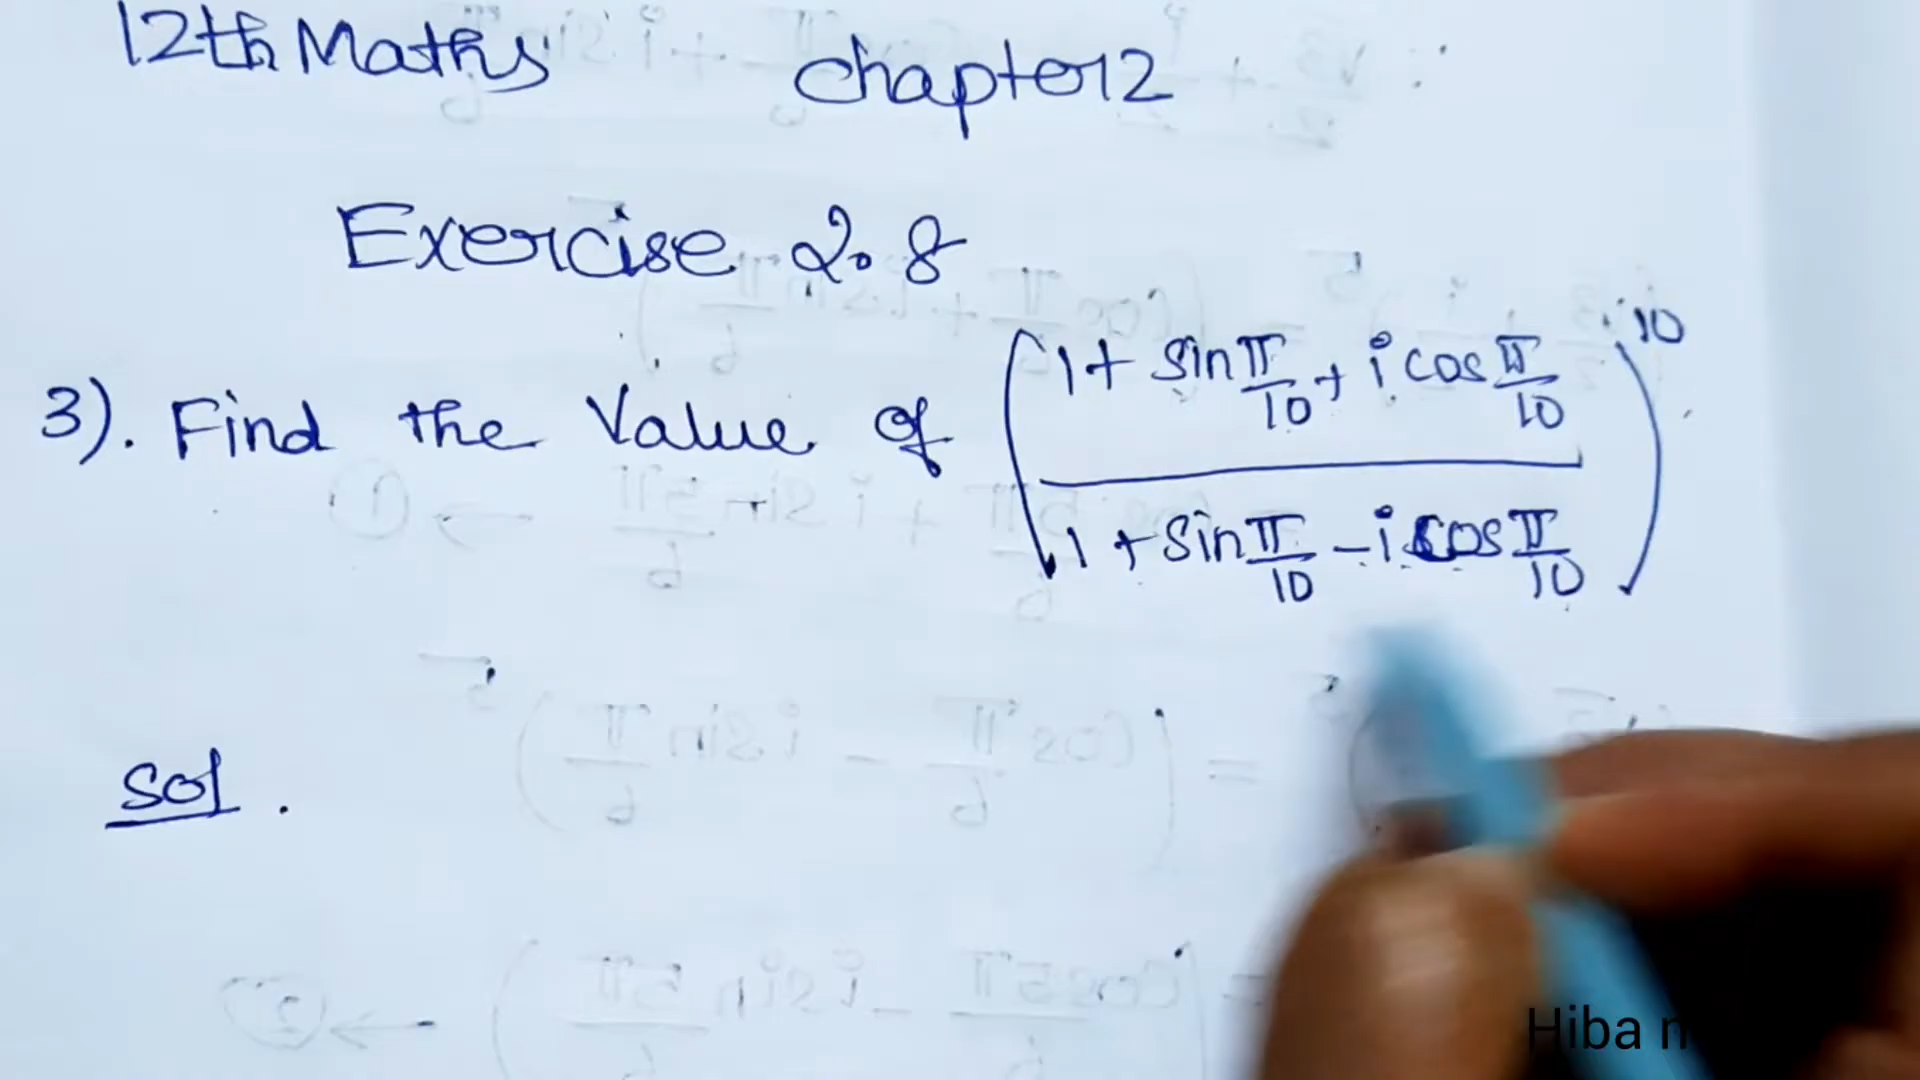 12th Maths chapter 2
Exercise 2.8
3). Find the Value of ( 1 + sin π/10 + i cos π/10 / 1 + sin π/10 - i cos π/10 )^10
Sol.
Hiba